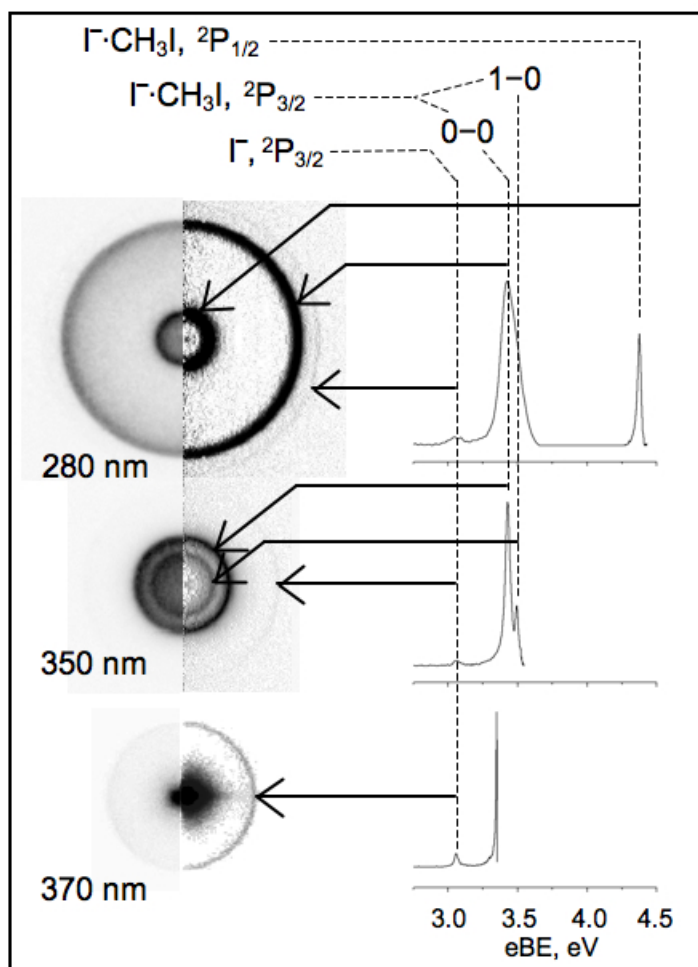 I⁻·CH₃I, ²P₁/₂
1−0
I⁻·CH₃I, ²P₃/₂
0−0
I⁻, ²P₃/₂
280 nm
350 nm
370 nm
3.0 3.5 4.0 4.5
eBE, eV